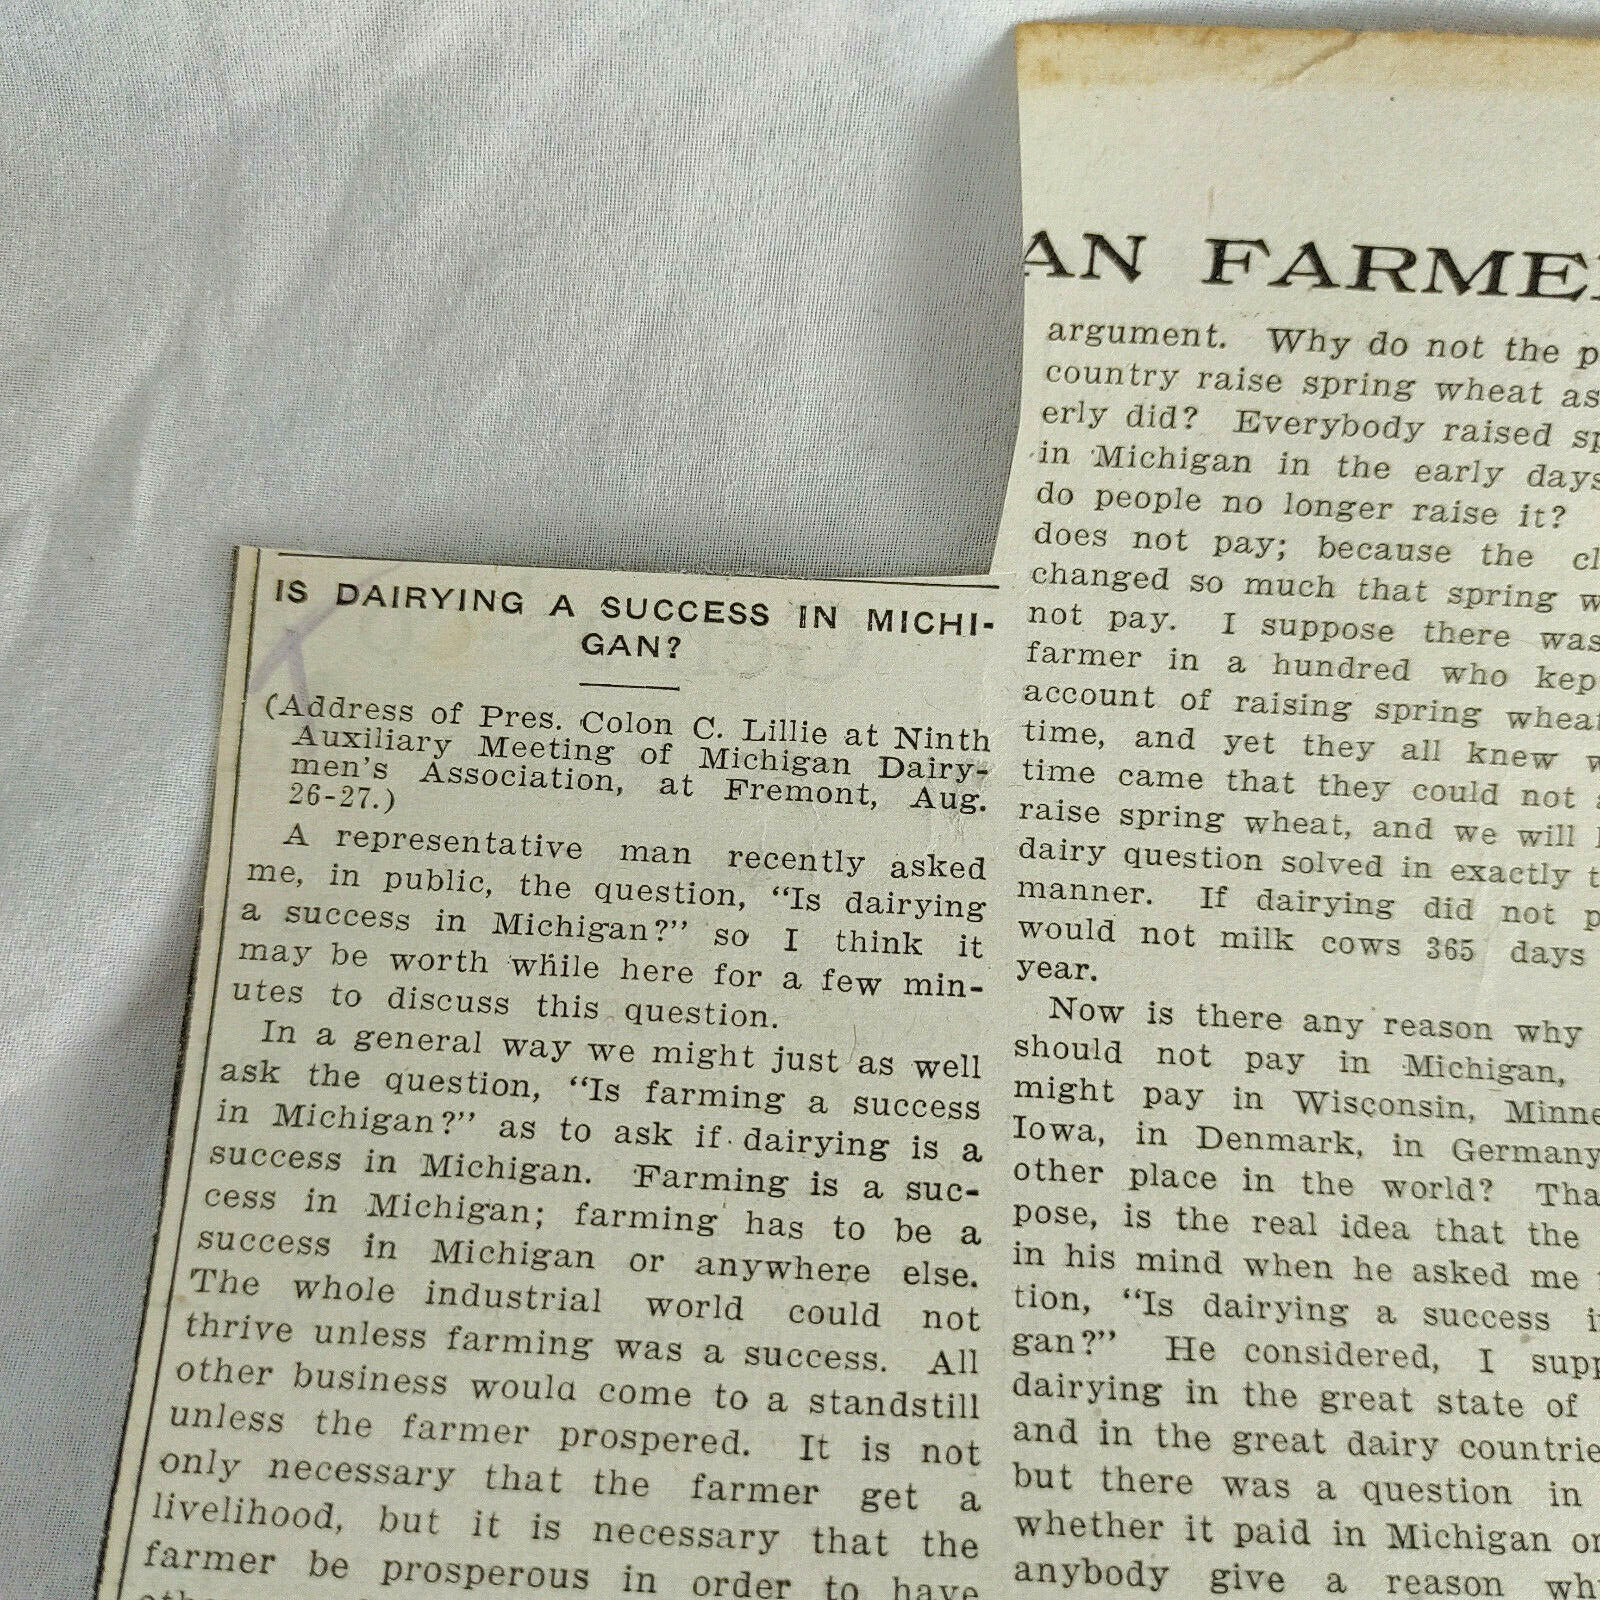 AN FARME
IS DAIRYING A SUCCESS IN MICHI-
GAN?
(Address of Pres. Colon C. Lillie at Ninth
Auxiliary Meeting of Michigan Dairy-
men's Association, at Fremont, Aug.
26-27.)
A representative man recently asked
me, in public, the question, "Is dairying
a success in Michigan?" so I think it
may be worth while here for a few min-
utes to discuss this question.
In a general way we might just as well
ask the question, "Is farming a success
in Michigan?" as to ask if dairying is a
success in Michigan. Farming is a suc-
cess in Michigan; farming has to be a
success in Michigan or anywhere else.
The whole industrial world could not
thrive unless farming was a success. All
other business would come to a standstill
unless the farmer prospered. It is not
only necessary that the farmer get a
livelihood, but it is necessary that the
farmer be prosperous in order to have
argument. Why do not the p
country raise spring wheat as
erly did? Everybody raised sp
in Michigan in the early days
do people no longer raise it?
does not pay; because the cl
changed so much that spring w
not pay. I suppose there was
farmer in a hundred who kep
account of raising spring wheat
time, and yet they all knew w
time came that they could not a
raise spring wheat, and we will
dairy question solved in exactly t
manner. If dairying did not p
would not milk cows 365 days
year.
Now is there any reason why
should not pay in Michigan,
might pay in Wisconsin, Minne
Iowa, in Denmark, in Germany
other place in the world? Tha
pose, is the real idea that the
in his mind when he asked me
tion, "Is dairying a success i
gan?" He considered, I supp
dairying in the great state of
and in the great dairy countrie
but there was a question in
whether it paid in Michigan or
anybody give a reason wh